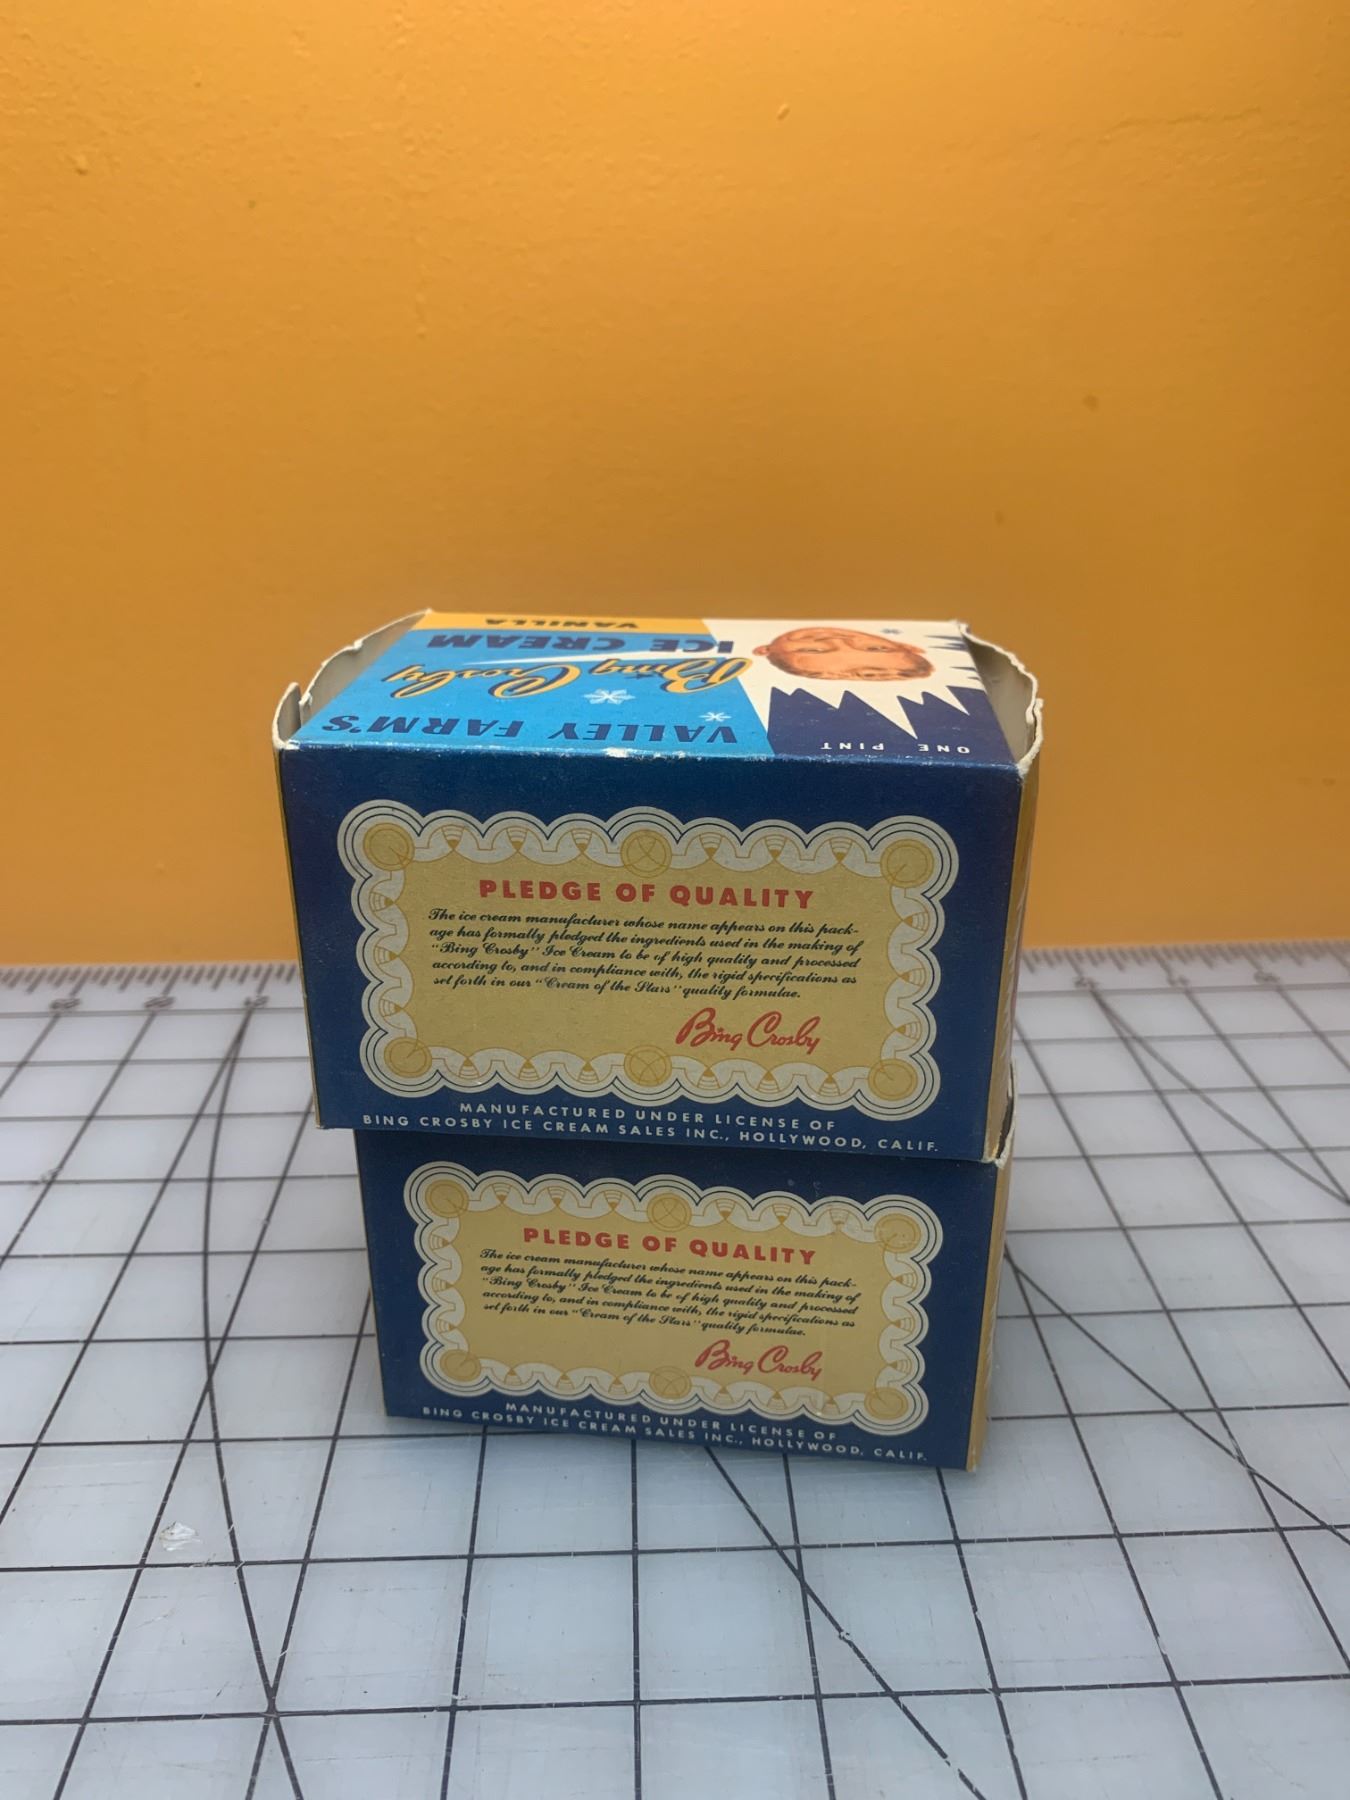 VANILLA
ICE CREAM
Bing Crosby
VALLEY FARM'S
ONE PINT
PLEDGE OF QUALITY
The ice cream manufacturer whose name appears on this pack-
age has formally pledged the ingredients used in the making of
"Bing Crosby" Ice Cream to be of high quality and processed
according to, and in compliance with, the rigid specifications as
set forth in our "Cream of the Stars" quality formulae.
Bing Crosby
MANUFACTURED UNDER LICENSE OF
BING CROSBY ICE CREAM SALES INC., HOLLYWOOD, CALIF.
PLEDGE OF QUALITY
The ice cream manufacturer whose name appears on this pack-
age has formally pledged the ingredients used in the making of
"Bing Crosby" Ice Cream to be of high quality and processed
according to, and in compliance with, the rigid specifications as
set forth in our "Cream of the Stars" quality formulae.
Bing Crosby
MANUFACTURED UNDER LICENSE OF
BING CROSBY ICE CREAM SALES INC., HOLLYWOOD, CALIF.